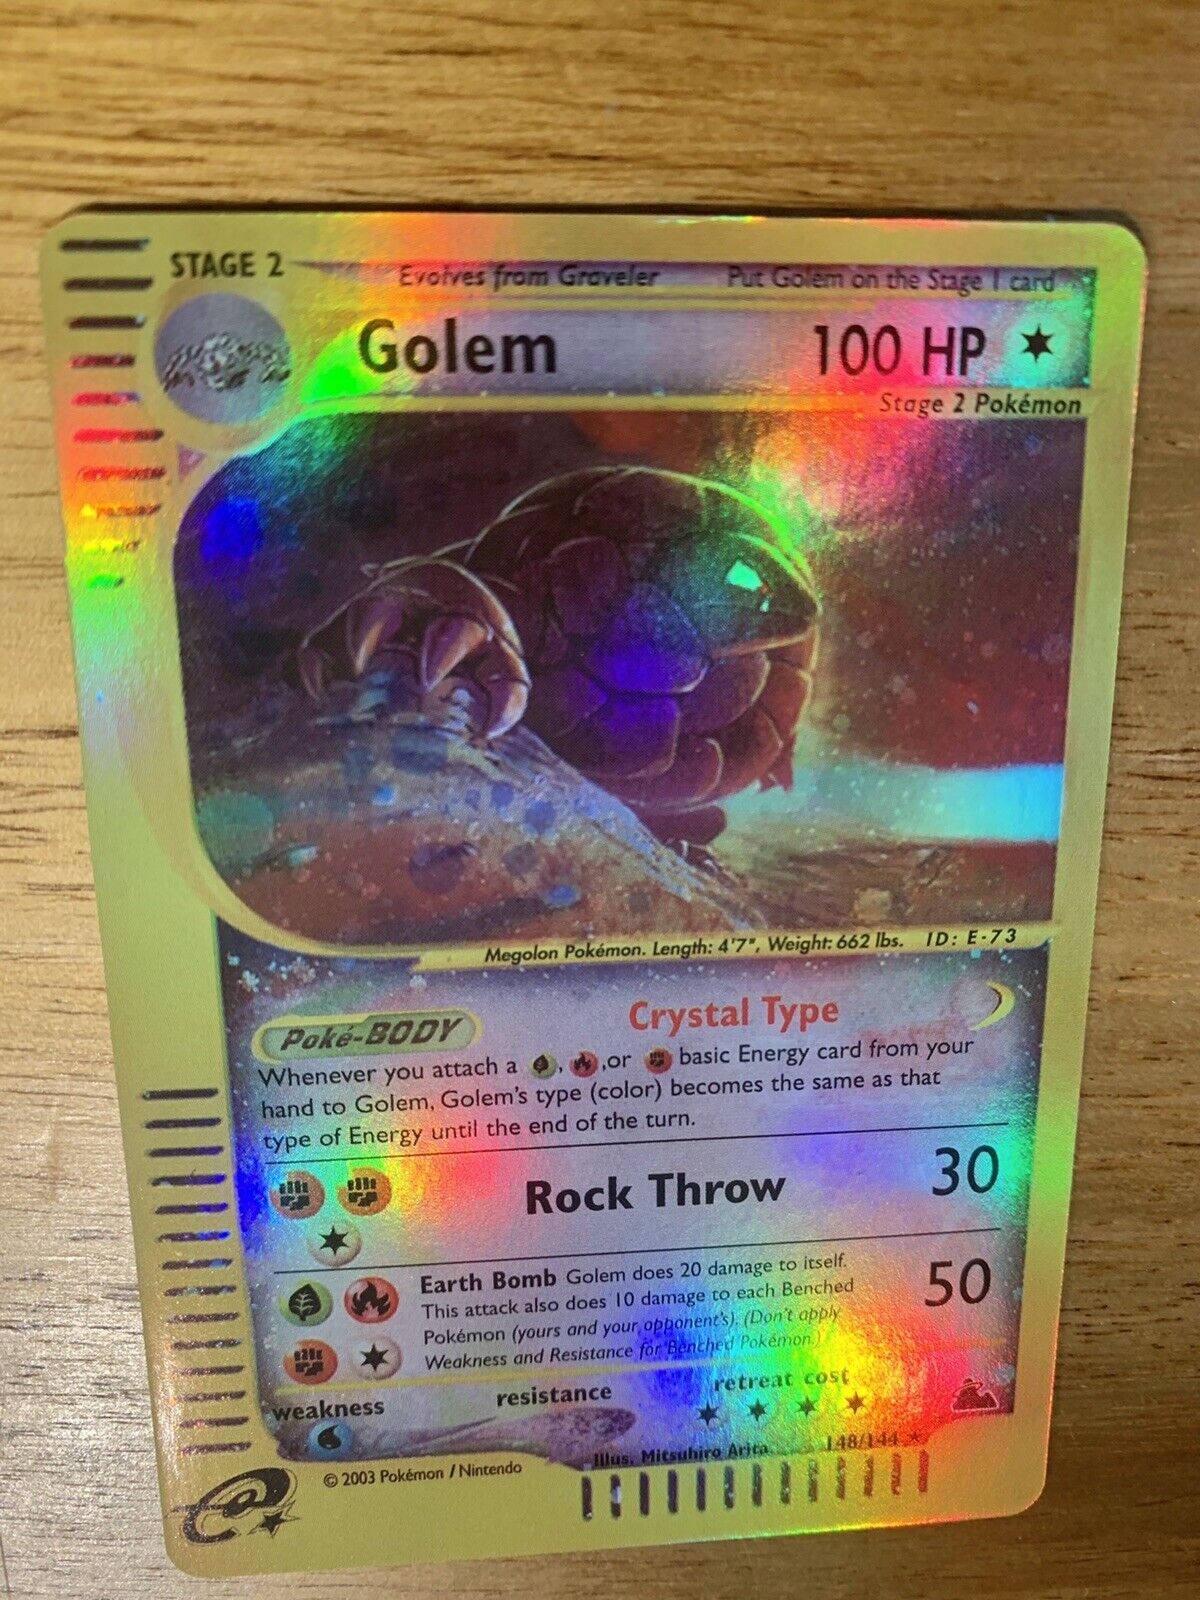 STAGE 2 Evolves from Graveler Put Golem on the Stage 1 card
Golem 100 HP
Stage 2 Pokémon
Megolon Pokémon. Length: 4'7", Weight: 662 lbs. ID: E-73
Poké-BODY Crystal Type
Whenever you attach a , ,or basic Energy card from your
hand to Golem, Golem's type (color) becomes the same as that
type of Energy until the end of the turn.
Rock Throw 30
Earth Bomb Golem does 20 damage to itself.
This attack also does 10 damage to each Benched 50
Pokémon (yours and your opponent's). (Don't apply
Weakness and Resistance for Benched Pokémon.)
weakness resistance retreat cost
Illus. Mitsuhiro Arita 148/144 ★
© 2003 Pokémon / Nintendo
e